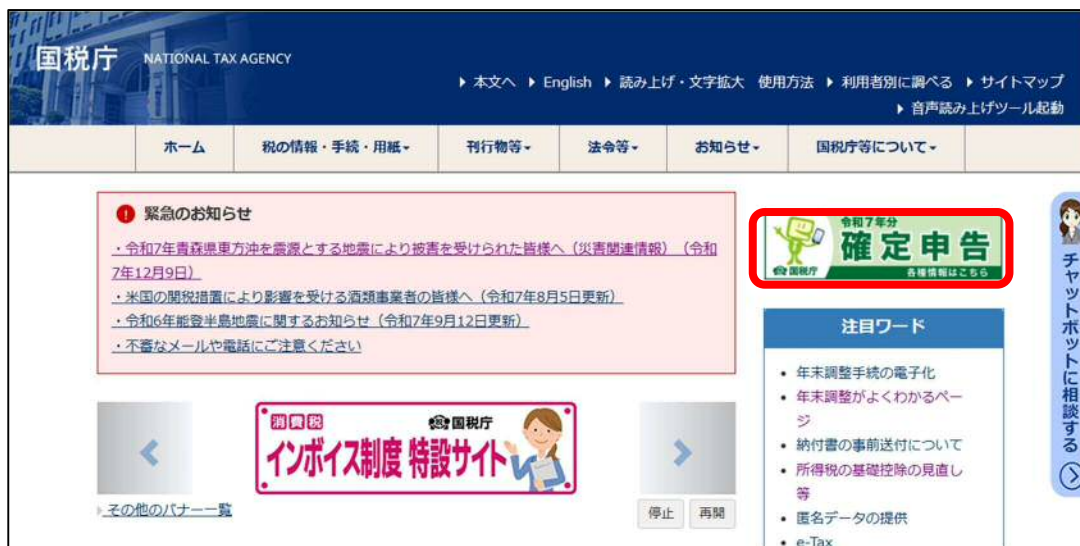 国税庁 NATIONAL TAX AGENCY
本文へ English 読み上げ・文字拡大 使用方法 利用者別に調べる サイトマップ
音声読み上げツール起動
ホーム 税の情報・手続・用紙 刊行物等 法令等 お知らせ 国税庁等について
緊急のお知らせ
・令和7年青森県東方沖を震源とする地震により被害を受けられた皆様へ（災害関連情報）（令和
7年12月9日）
・米国の関税措置により影響を受ける酒類事業者の皆様へ（令和7年8月5日更新）
・令和6年能登半島地震に関するお知らせ（令和7年9月12日更新）
・不審なメールや電話にご注意ください
令和7年分
確定申告
国税庁 各種情報はこちら
チャットボットに相談する
注目ワード
年末調整手続の電子化
年末調整がよくわかるペー
ジ
納付書の事前送付について
所得税の基礎控除の見直し
等
匿名データの提供
e-Tax
消費税 国税庁
インボイス制度 特設サイト
その他のバナー一覧
停止 再開